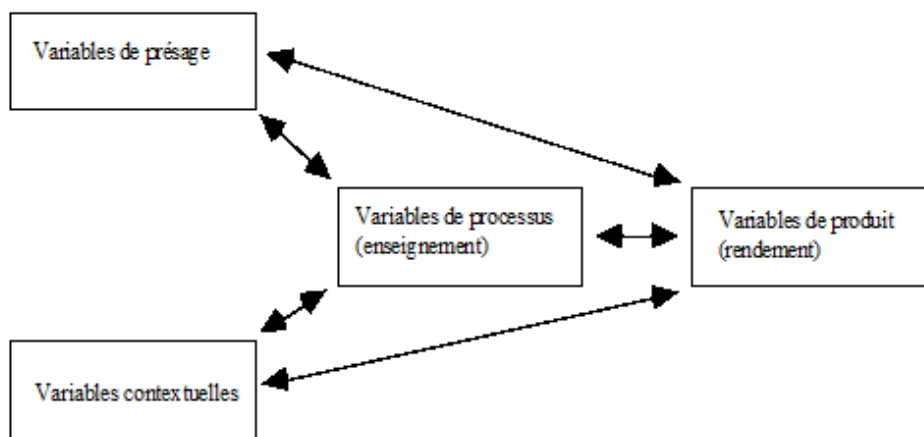 Variables de présage
Variables de processus
(enseignement)
Variables de produit
(rendement)
Variables contextuelles